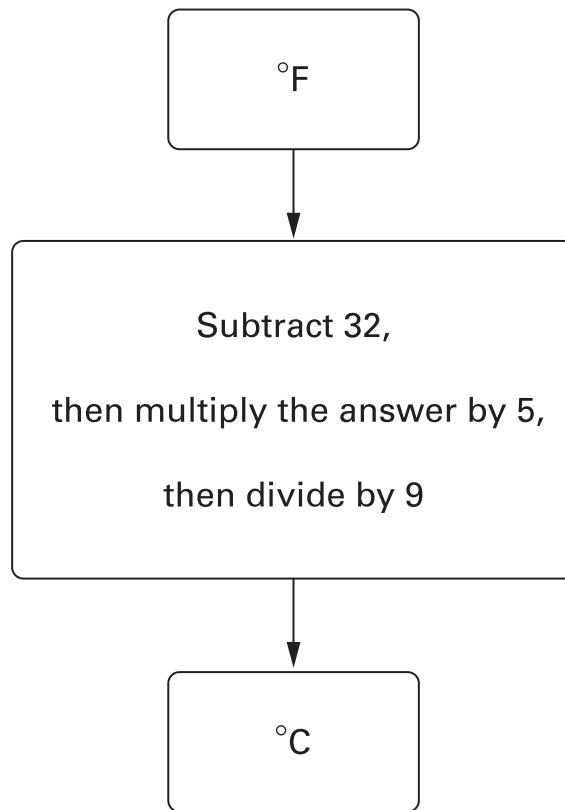 °F
Subtract 32,
then multiply the answer by 5,
then divide by 9
°C